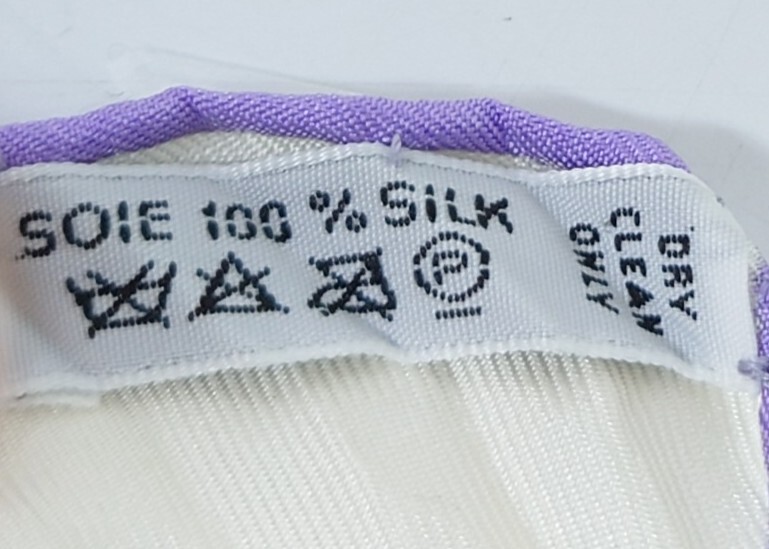 SOIE 100 % SILK
P
DRY
CLEAN
ONLY